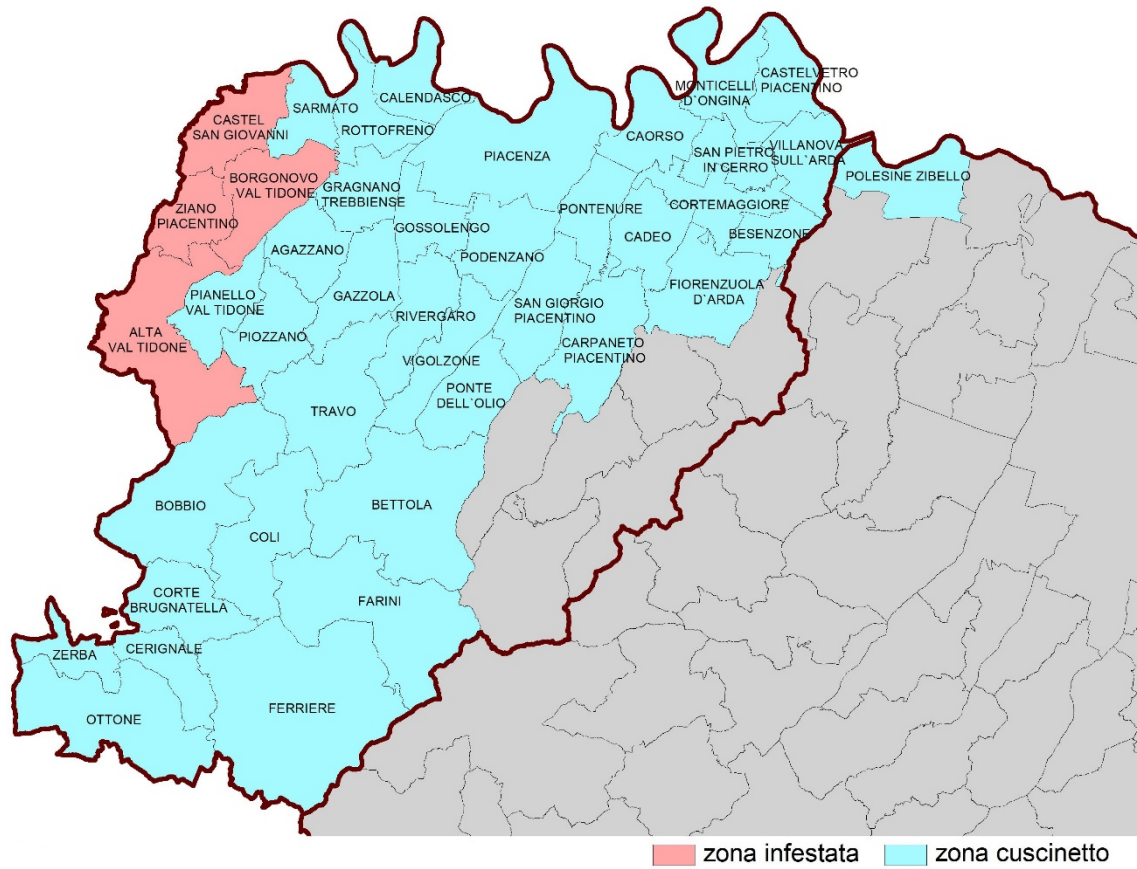 CASTEL
SAN GIOVANNI
SARMATO
CALENDASCO
ROTTOFRENO
MONTICELLI
D`ONGINA
CASTELVETRO
PIACENTINO
CAORSO
PIACENZA
SAN PIETRO
IN CERRO
VILLANOVA
SULL`ARDA
POLESINE ZIBELLO
BORGONOVO
VAL TIDONE
GRAGNANO
TREBBIENSE
ZIANO
PIACENTINO
PONTENURE
CORTEMAGGIORE
GOSSOLENGO
CADEO
BESENZONE
AGAZZANO
PODENZANO
FIORENZUOLA
D`ARDA
PIANELLO
VAL TIDONE
GAZZOLA
SAN GIORGIO
PIACENTINO
RIVERGARO
ALTA
VAL TIDONE
PIOZZANO
CARPANETO
PIACENTINO
VIGOLZONE
PONTE
DELL`OLIO
TRAVO
BOBBIO
BETTOLA
COLI
CORTE
BRUGNATELLA
FARINI
ZERBA
CERIGNALE
OTTONE
FERRIERE
zona infestata
zona cuscinetto